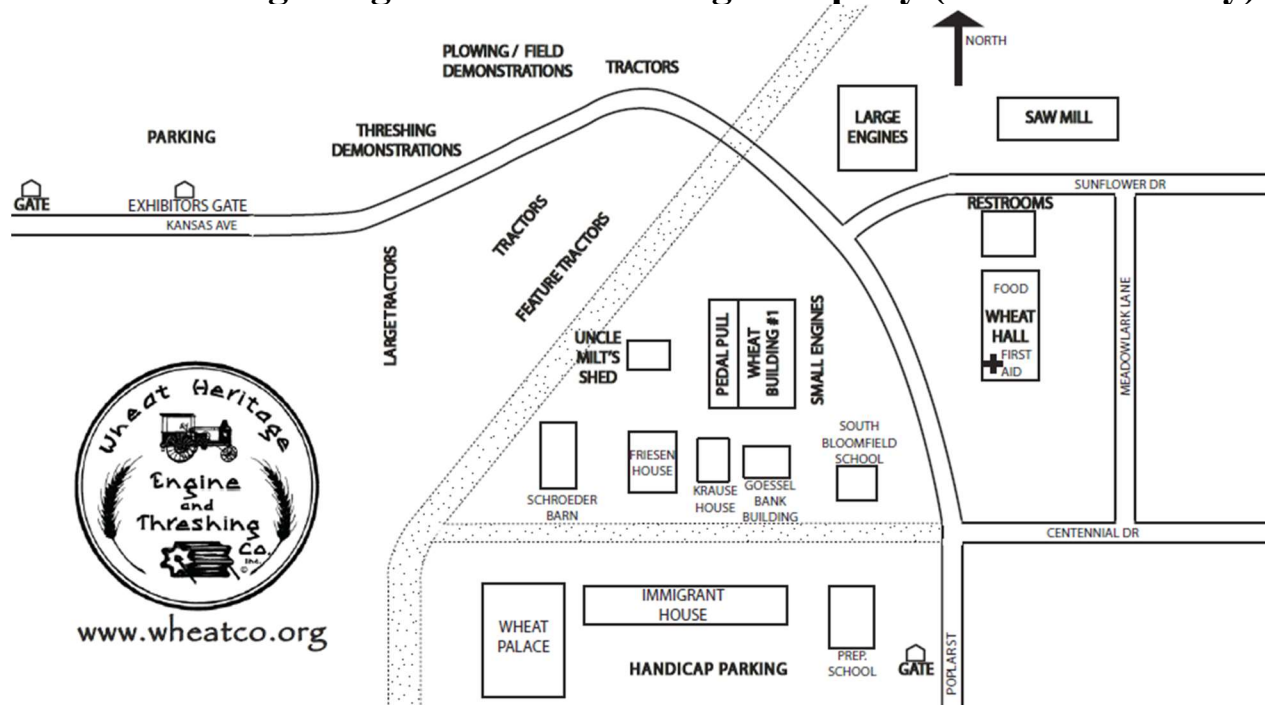 NORTH
PLOWING / FIELD
DEMONSTRATIONS
TRACTORS
LARGE
ENGINES
SAW MILL
PARKING
THRESHING
DEMONSTRATIONS
GATE
EXHIBITORS GATE
KANSAS AVE
SUNFLOWER DR
RESTROOMS
TRACTORS
FEATURE TRACTORS
LARGE TRACTORS
FOOD
WHEAT
HALL
FIRST
AID
MEADOWLARK LANE
UNCLE
MILT'S
SHED
PEDAL PULL
WHEAT
BUILDING #1
SMALL ENGINES
SOUTH
BLOOMFIELD
SCHOOL
FRIESEN
HOUSE
SCHROEDER
BARN
KRAUSE
HOUSE
GOESSEL
BANK
BUILDING
CENTENNIAL DR
Wheat Heritage
Engine
and
Threshing
Co.
Inc.
©
www.wheatco.org
WHEAT
PALACE
IMMIGRANT
HOUSE
HANDICAP PARKING
PREP.
SCHOOL
GATE
POPLAR ST